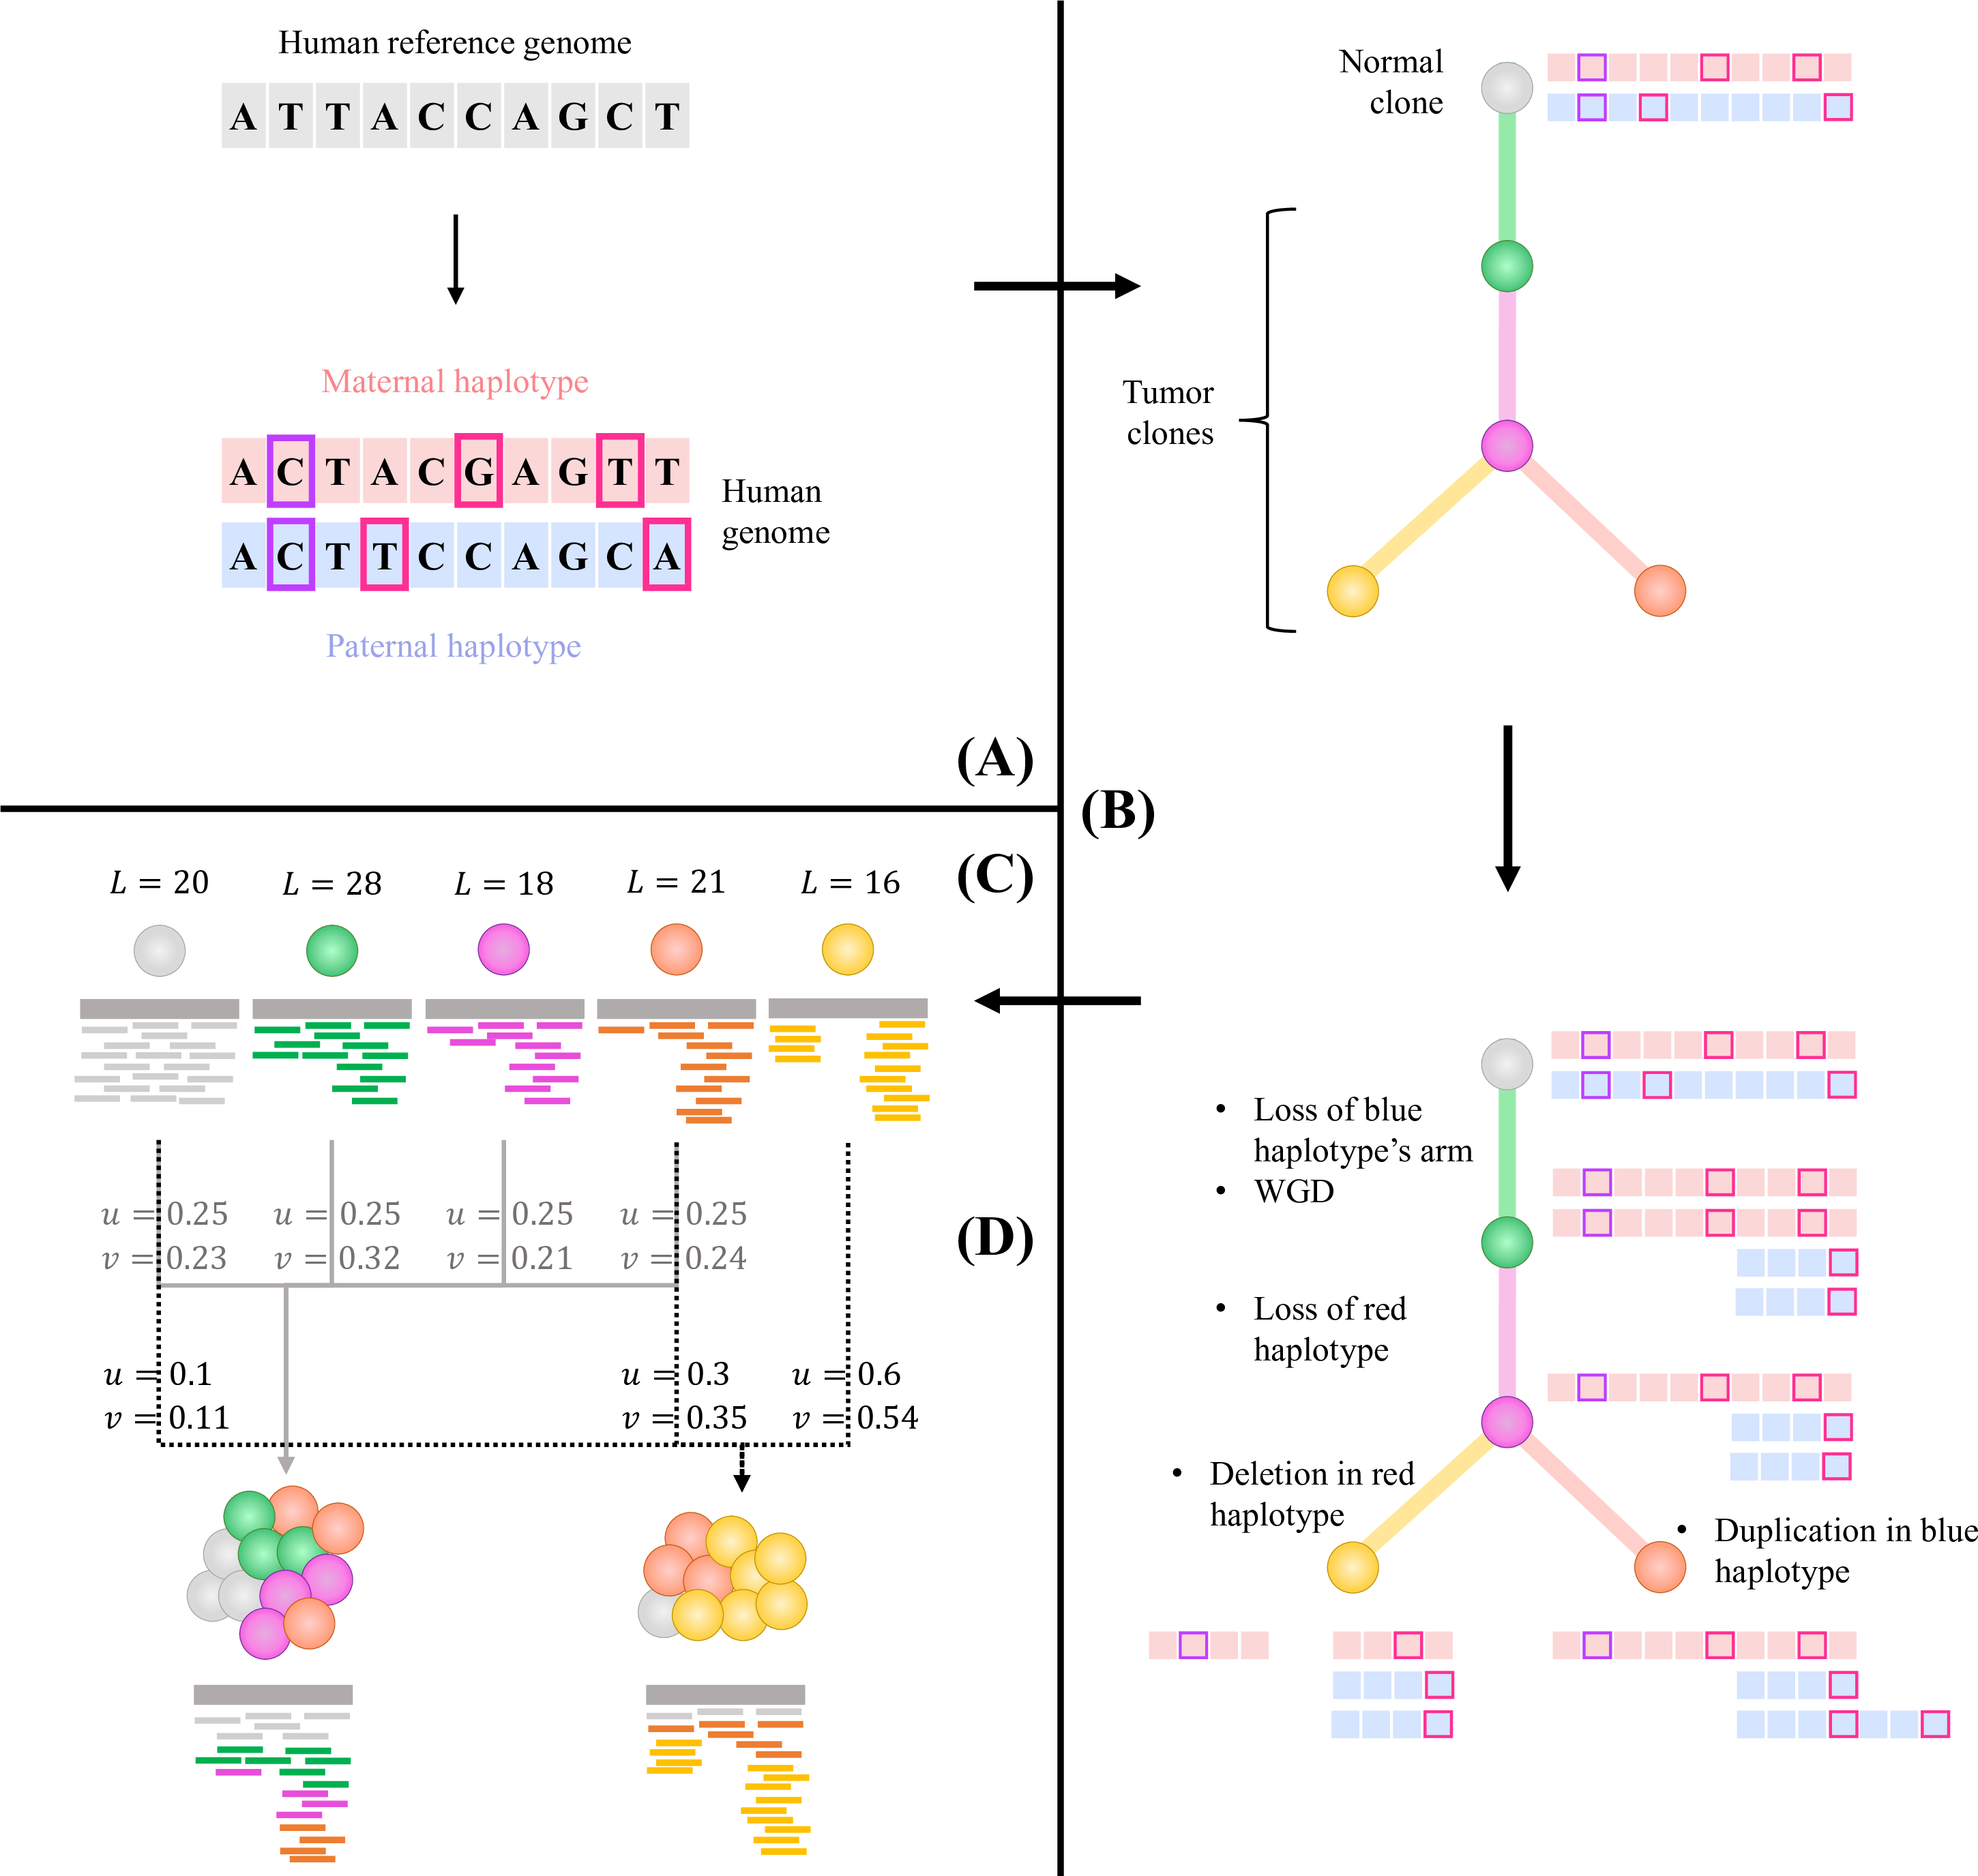 Human reference genome
A T T A C C A G C T
Maternal haplotype
A C T A C G A G T T
A C T T C C A G C A
Human
genome
Paternal haplotype
(A)
Normal
clone
Tumor
clones
(B)
• Loss of blue
haplotype’s arm
• WGD
• Loss of red
haplotype
• Deletion in red
haplotype
• Duplication in blue
haplotype
(C)
L = 20 L = 28 L = 18 L = 21 L = 16
(D)
u = 0.25 u = 0.25 u = 0.25 u = 0.25
v = 0.23 v = 0.32 v = 0.21 v = 0.24
u = 0.1 u = 0.3 u = 0.6
v = 0.11 v = 0.35 v = 0.54